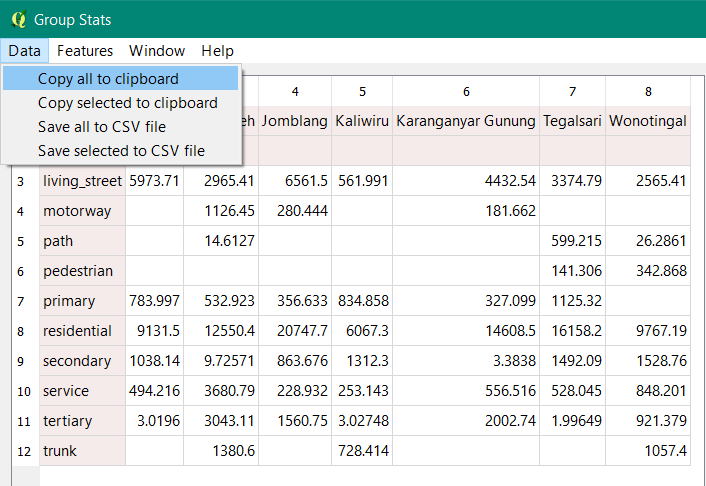 Group Stats
Data Features Window Help
Copy all to clipboard
Copy selected to clipboard
Save all to CSV file
Save selected to CSV file
4 5 6 7 8
eh Jomblang Kaliwiru Karanganyar Gunung Tegalsari Wonotingal
3 living_street 5973.71 2965.41 6561.5 561.991 4432.54 3374.79 2565.41
4 motorway 1126.45 280.444 181.662
5 path 14.6127 599.215 26.2861
6 pedestrian 141.306 342.868
7 primary 783.997 532.923 356.633 834.858 327.099 1125.32
8 residential 9131.5 12550.4 20747.7 6067.3 14608.5 16158.2 9767.19
9 secondary 1038.14 9.72571 863.676 1312.3 3.3838 1492.09 1528.76
10 service 494.216 3680.79 228.932 253.143 556.516 528.045 848.201
11 tertiary 3.0196 3043.11 1560.75 3.02748 2002.74 1.99649 921.379
12 trunk 1380.6 728.414 1057.4